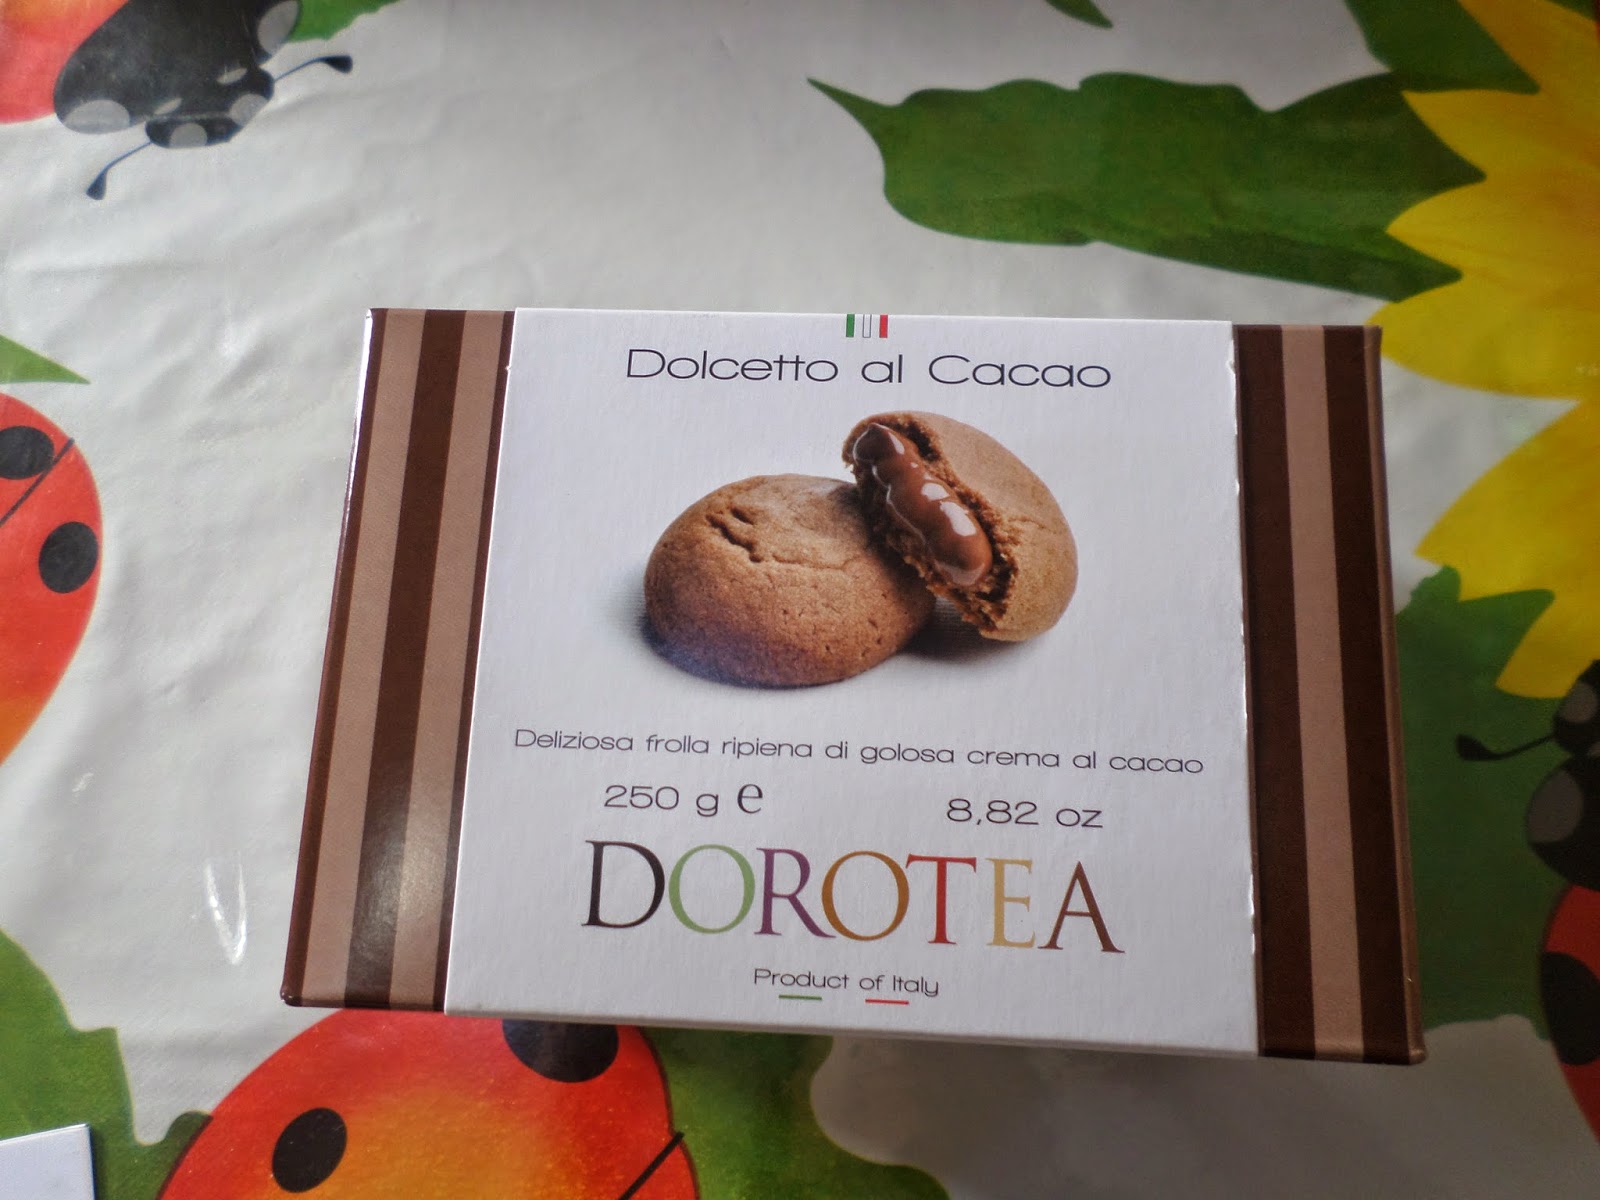 Dolcetto al Cacao
Deliziosa frolla ripiena di golosa crema al cacao
250 g e 8,82 oz
DOROTEA
Product of Italy